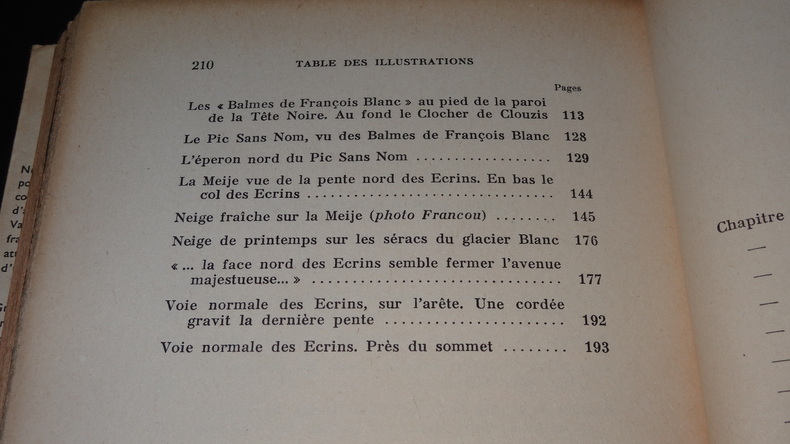 210 TABLE DES ILLUSTRATIONS
Pages
Les « Balmes de François Blanc » au pied de la paroi
de la Tête Noire. Au fond le Clocher de Clouzis 113
Le Pic Sans Nom, vu des Balmes de François Blanc 128
L'éperon nord du Pic Sans Nom .................. 129
La Meije vue de la pente nord des Ecrins. En bas le
col des Ecrins ................................. 144
Neige fraîche sur la Meije (photo Francou) ........ 145
Neige de printemps sur les séracs du glacier Blanc 176
« ... la face nord des Ecrins semble fermer l'avenue
majestueuse... » ................................ 177
Voie normale des Ecrins, sur l'arête. Une cordée
gravit la dernière pente ....................... 192
Voie normale des Ecrins. Près du sommet ........ 193
Chapitre
—
—
—
—
—
—